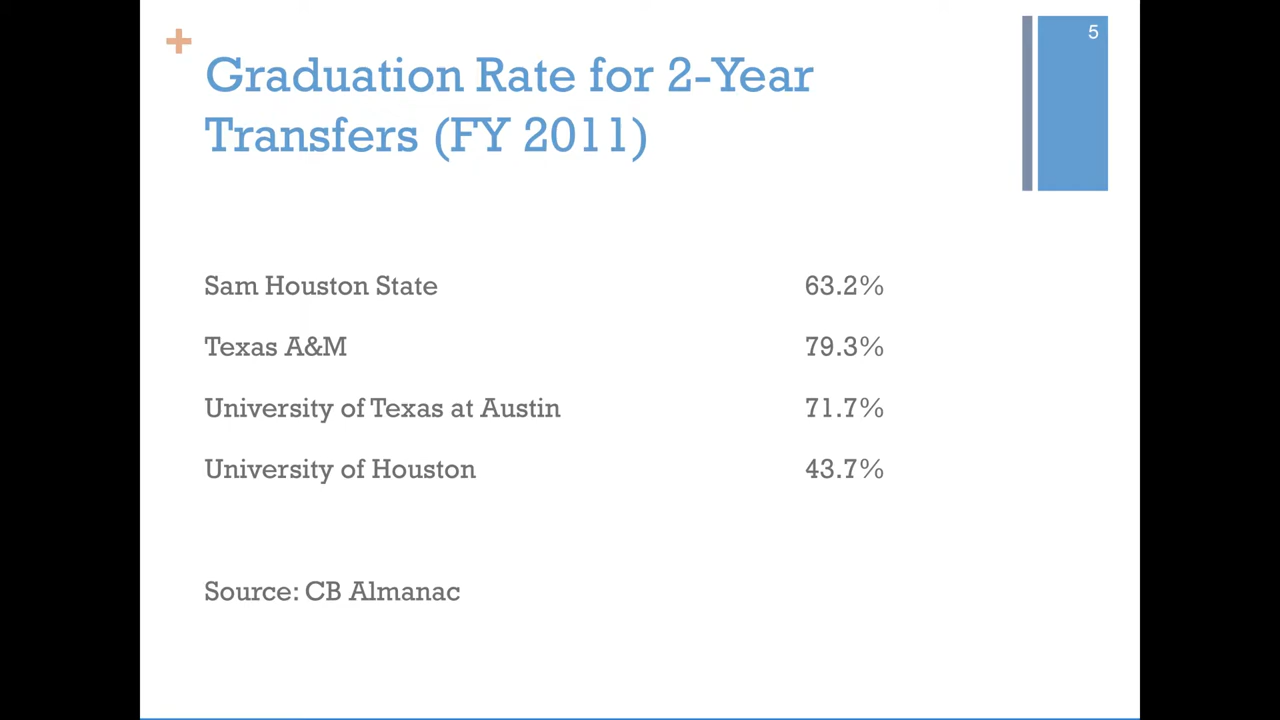 5
+
Graduation Rate for 2-Year
Transfers (FY 2011)
Sam Houston State 63.2%
Texas A&M 79.3%
University of Texas at Austin 71.7%
University of Houston 43.7%
Source: CB Almanac